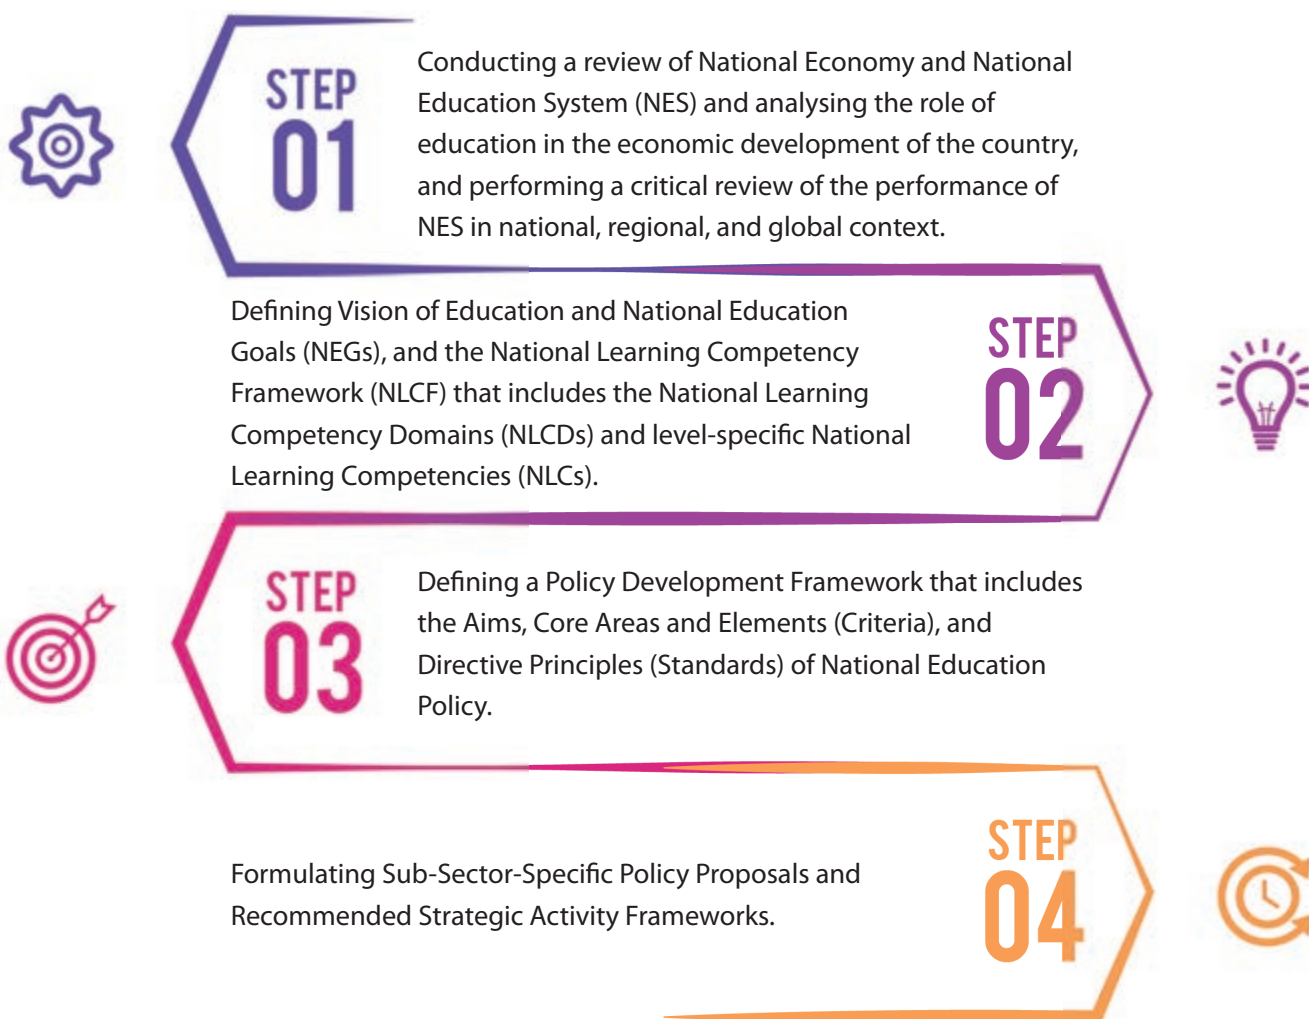 STEP
01
Conducting a review of National Economy and National
Education System (NES) and analysing the role of
education in the economic development of the country,
and performing a critical review of the performance of
NES in national, regional, and global context.
Defining Vision of Education and National Education
Goals (NEGs), and the National Learning Competency
Framework (NLCF) that includes the National Learning
Competency Domains (NLCDs) and level-specific National
Learning Competencies (NLCs).
STEP
02
STEP
03
Defining a Policy Development Framework that includes
the Aims, Core Areas and Elements (Criteria), and
Directive Principles (Standards) of National Education
Policy.
Formulating Sub-Sector-Specific Policy Proposals and
Recommended Strategic Activity Frameworks.
STEP
04